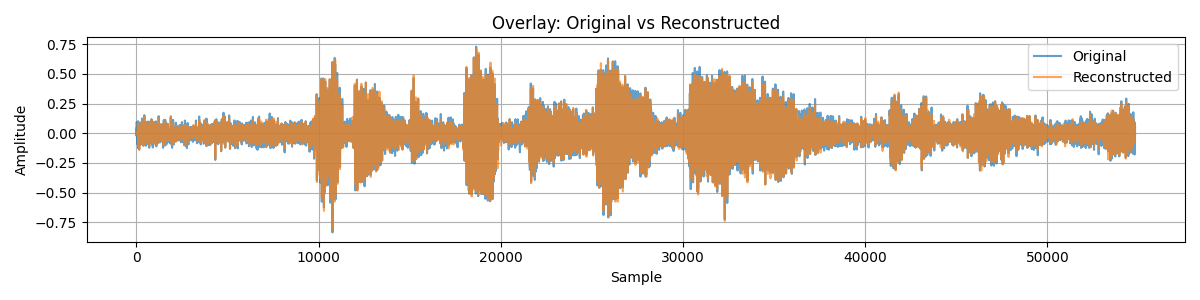 Overlay: Original vs Reconstructed
Amplitude
0.75
0.50
0.25
0.00
−0.25
−0.50
−0.75
Original
Reconstructed
0
10000
20000
30000
40000
50000
Sample